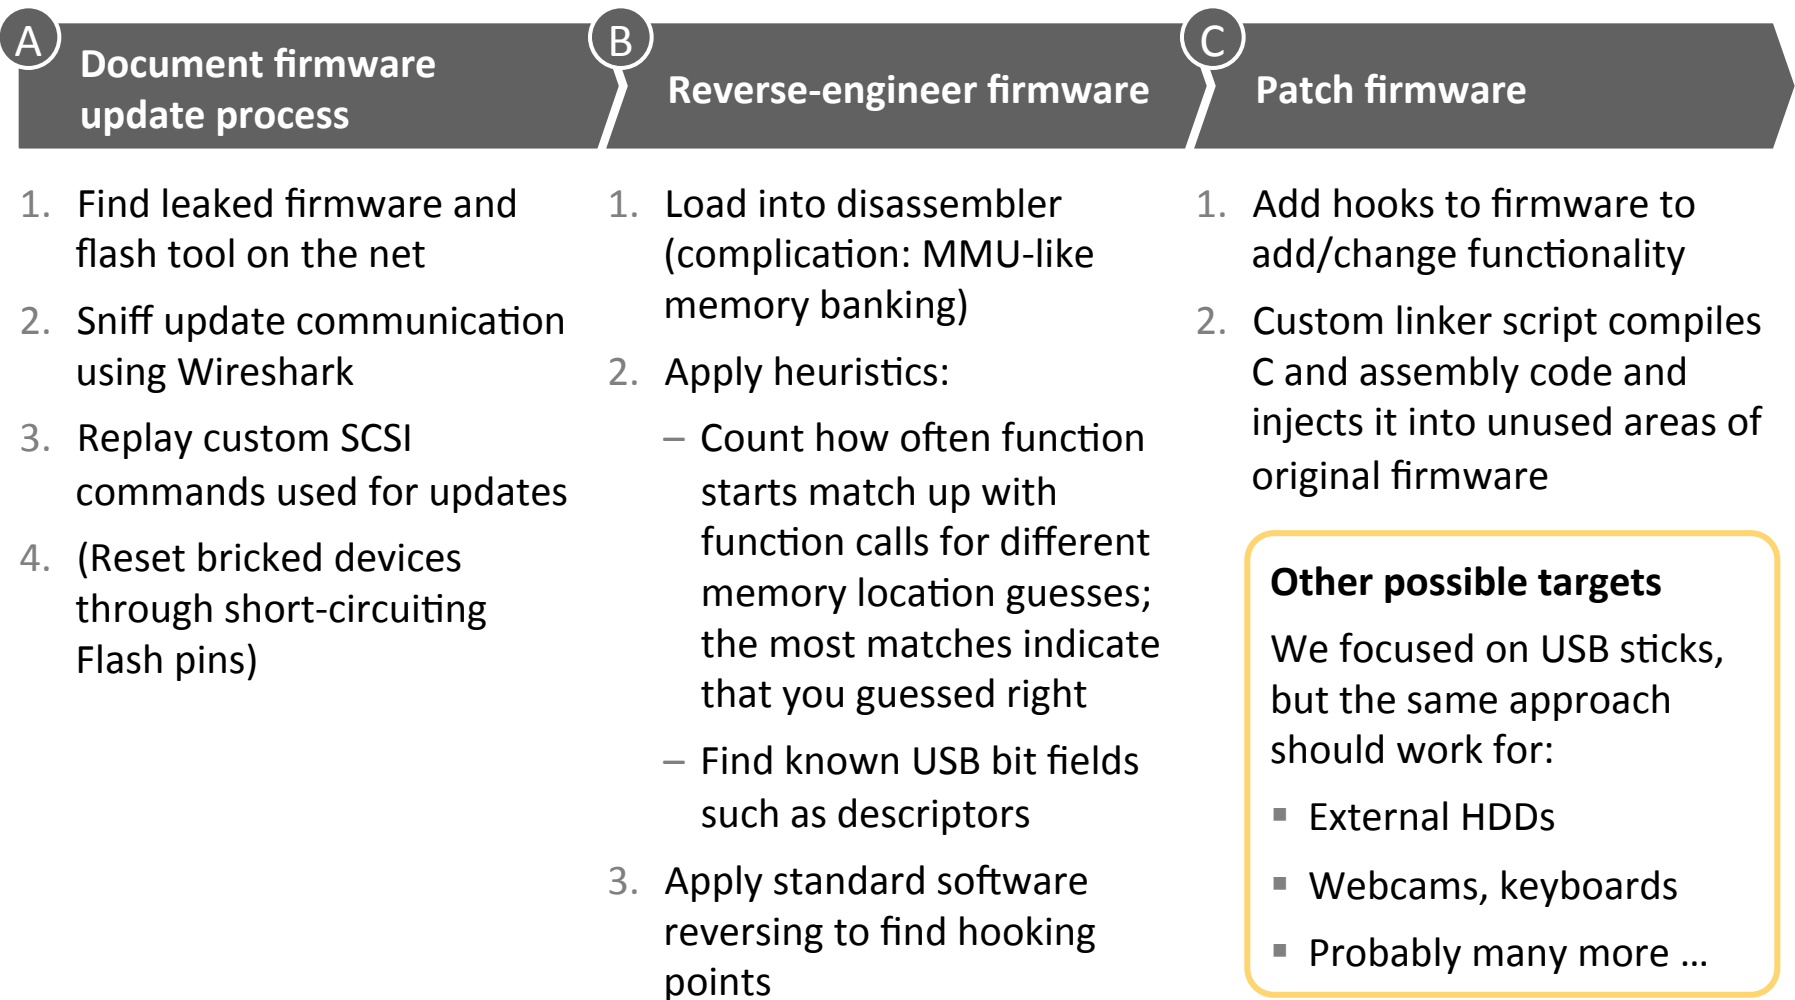 A
Document firmware
update process
1. Find leaked firmware and
flash tool on the net
2. Sniff update communication
using Wireshark
3. Replay custom SCSI
commands used for updates
4. (Reset bricked devices
through short-circuiting
Flash pins)
B
Reverse-engineer firmware
1. Load into disassembler
(complication: MMU-like
memory banking)
2. Apply heuristics:
– Count how often function
starts match up with
function calls for different
memory location guesses;
the most matches indicate
that you guessed right
– Find known USB bit fields
such as descriptors
3. Apply standard software
reversing to find hooking
points
C
Patch firmware
1. Add hooks to firmware to
add/change functionality
2. Custom linker script compiles
C and assembly code and
injects it into unused areas of
original firmware
Other possible targets
We focused on USB sticks,
but the same approach
should work for:
▪ External HDDs
▪ Webcams, keyboards
▪ Probably many more …